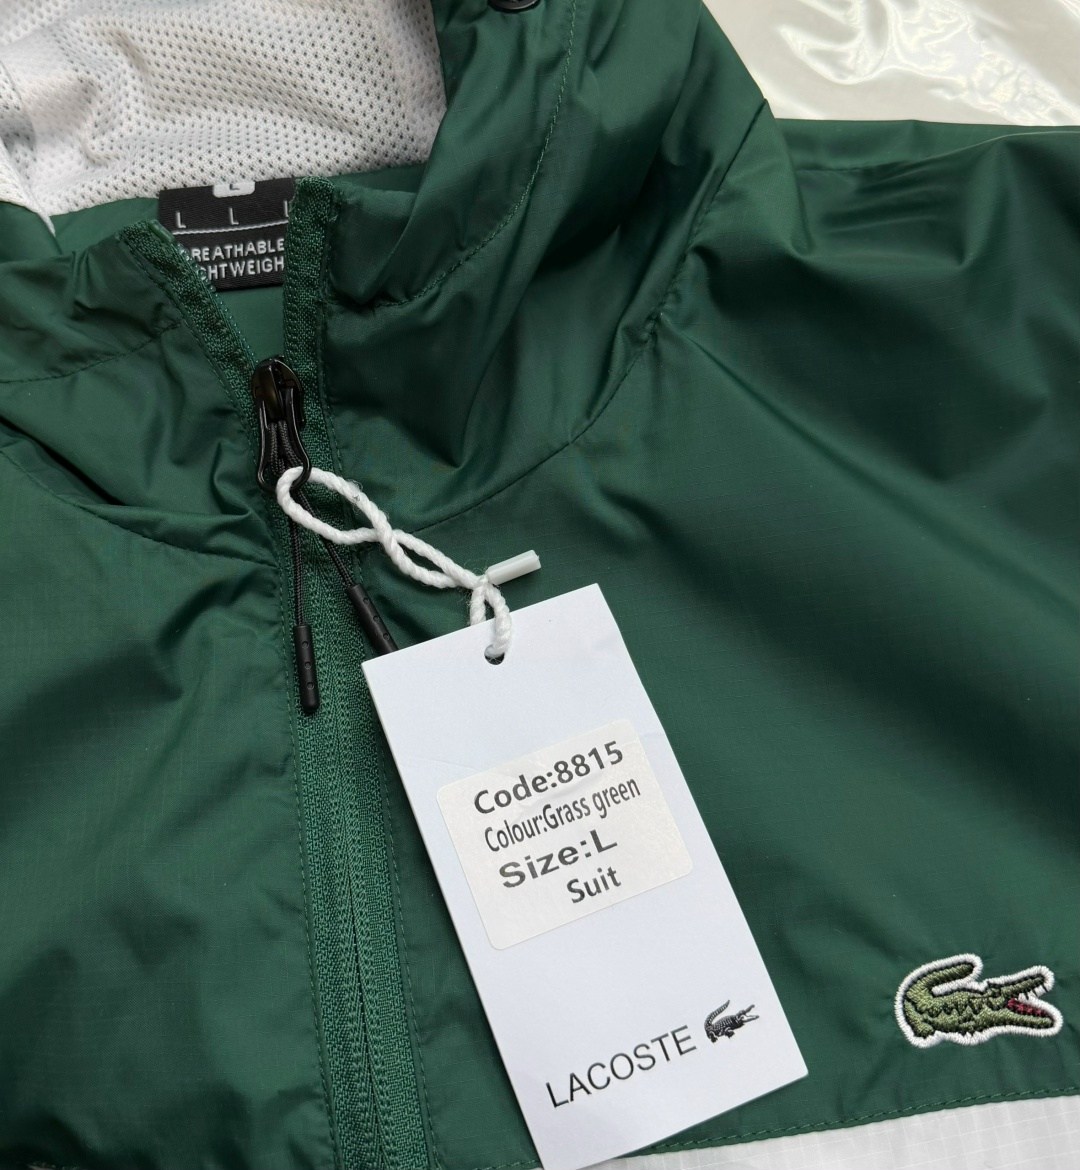 L
L L
BREATHABLE
Code:8815
Colour:Grass green
Size:L
Suit
LACOSTE